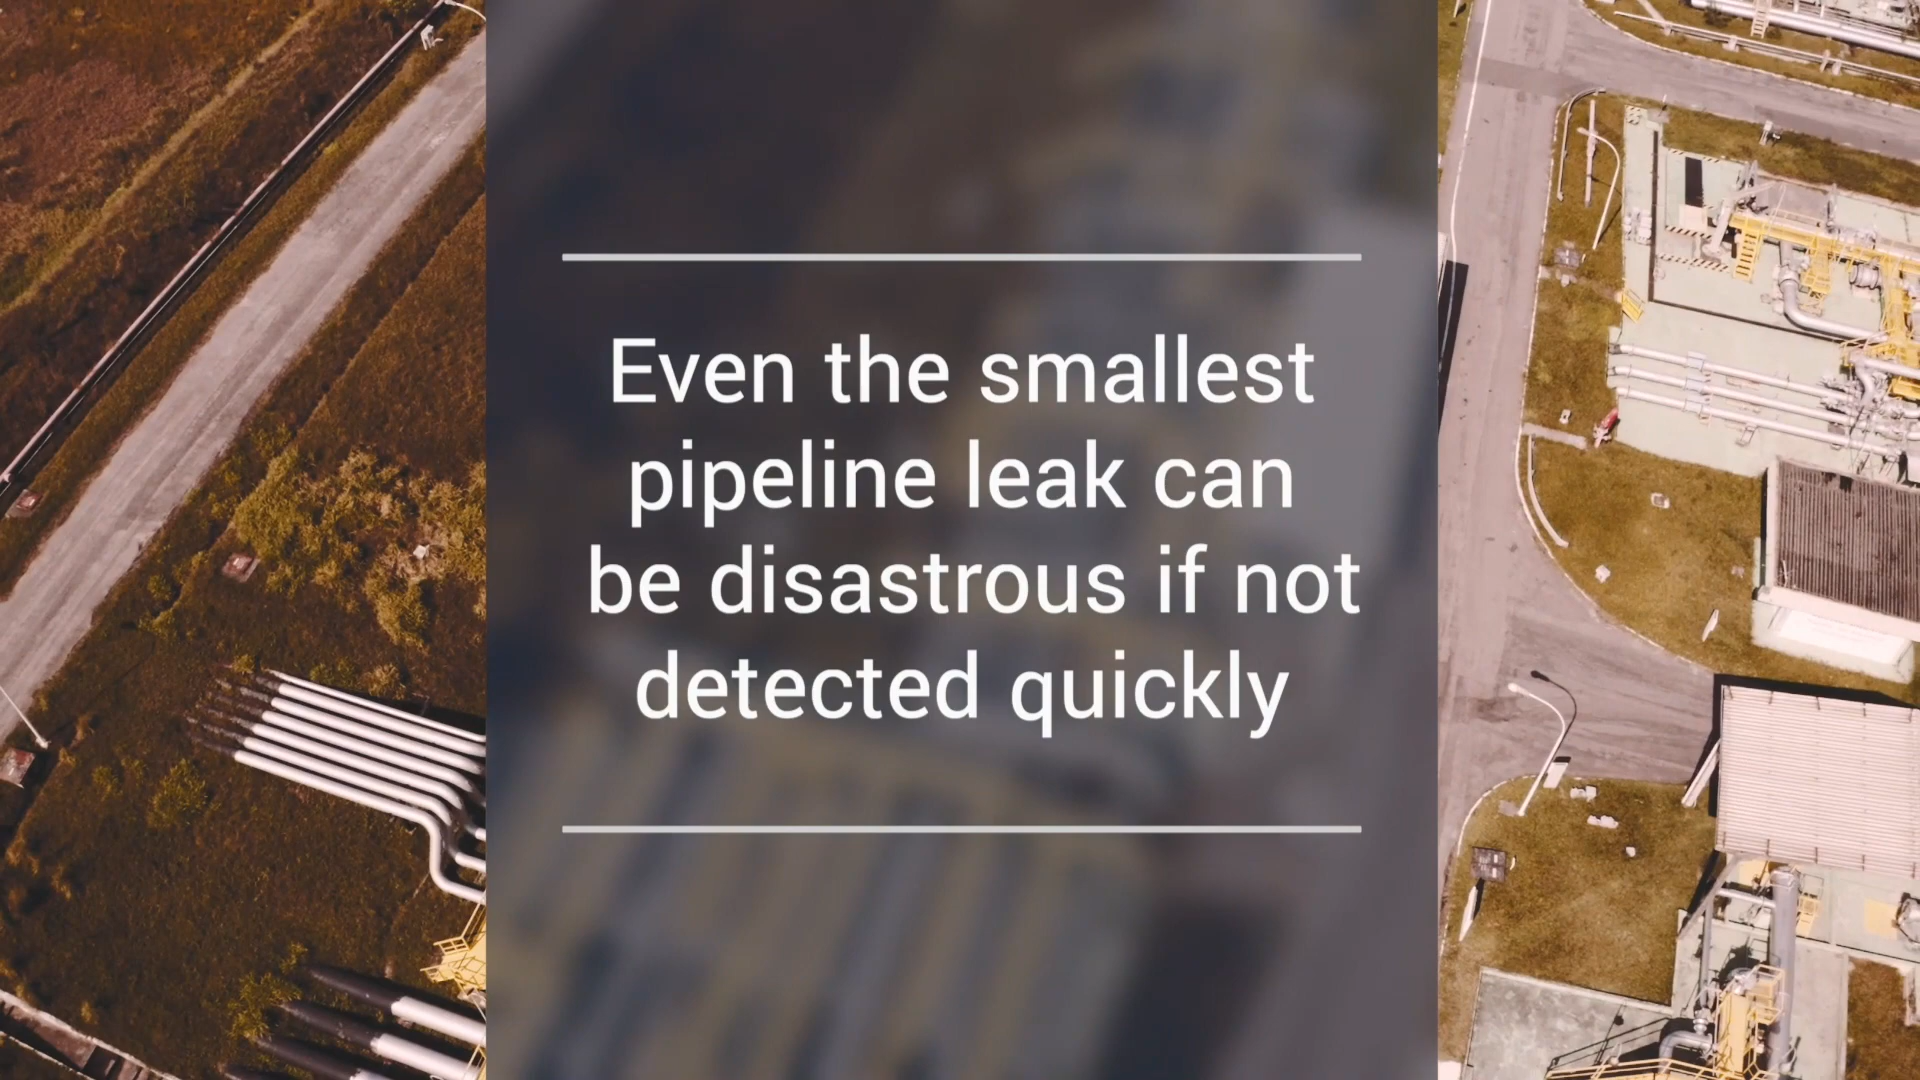 Even the smallest
pipeline leak can
be disastrous if not
detected quickly